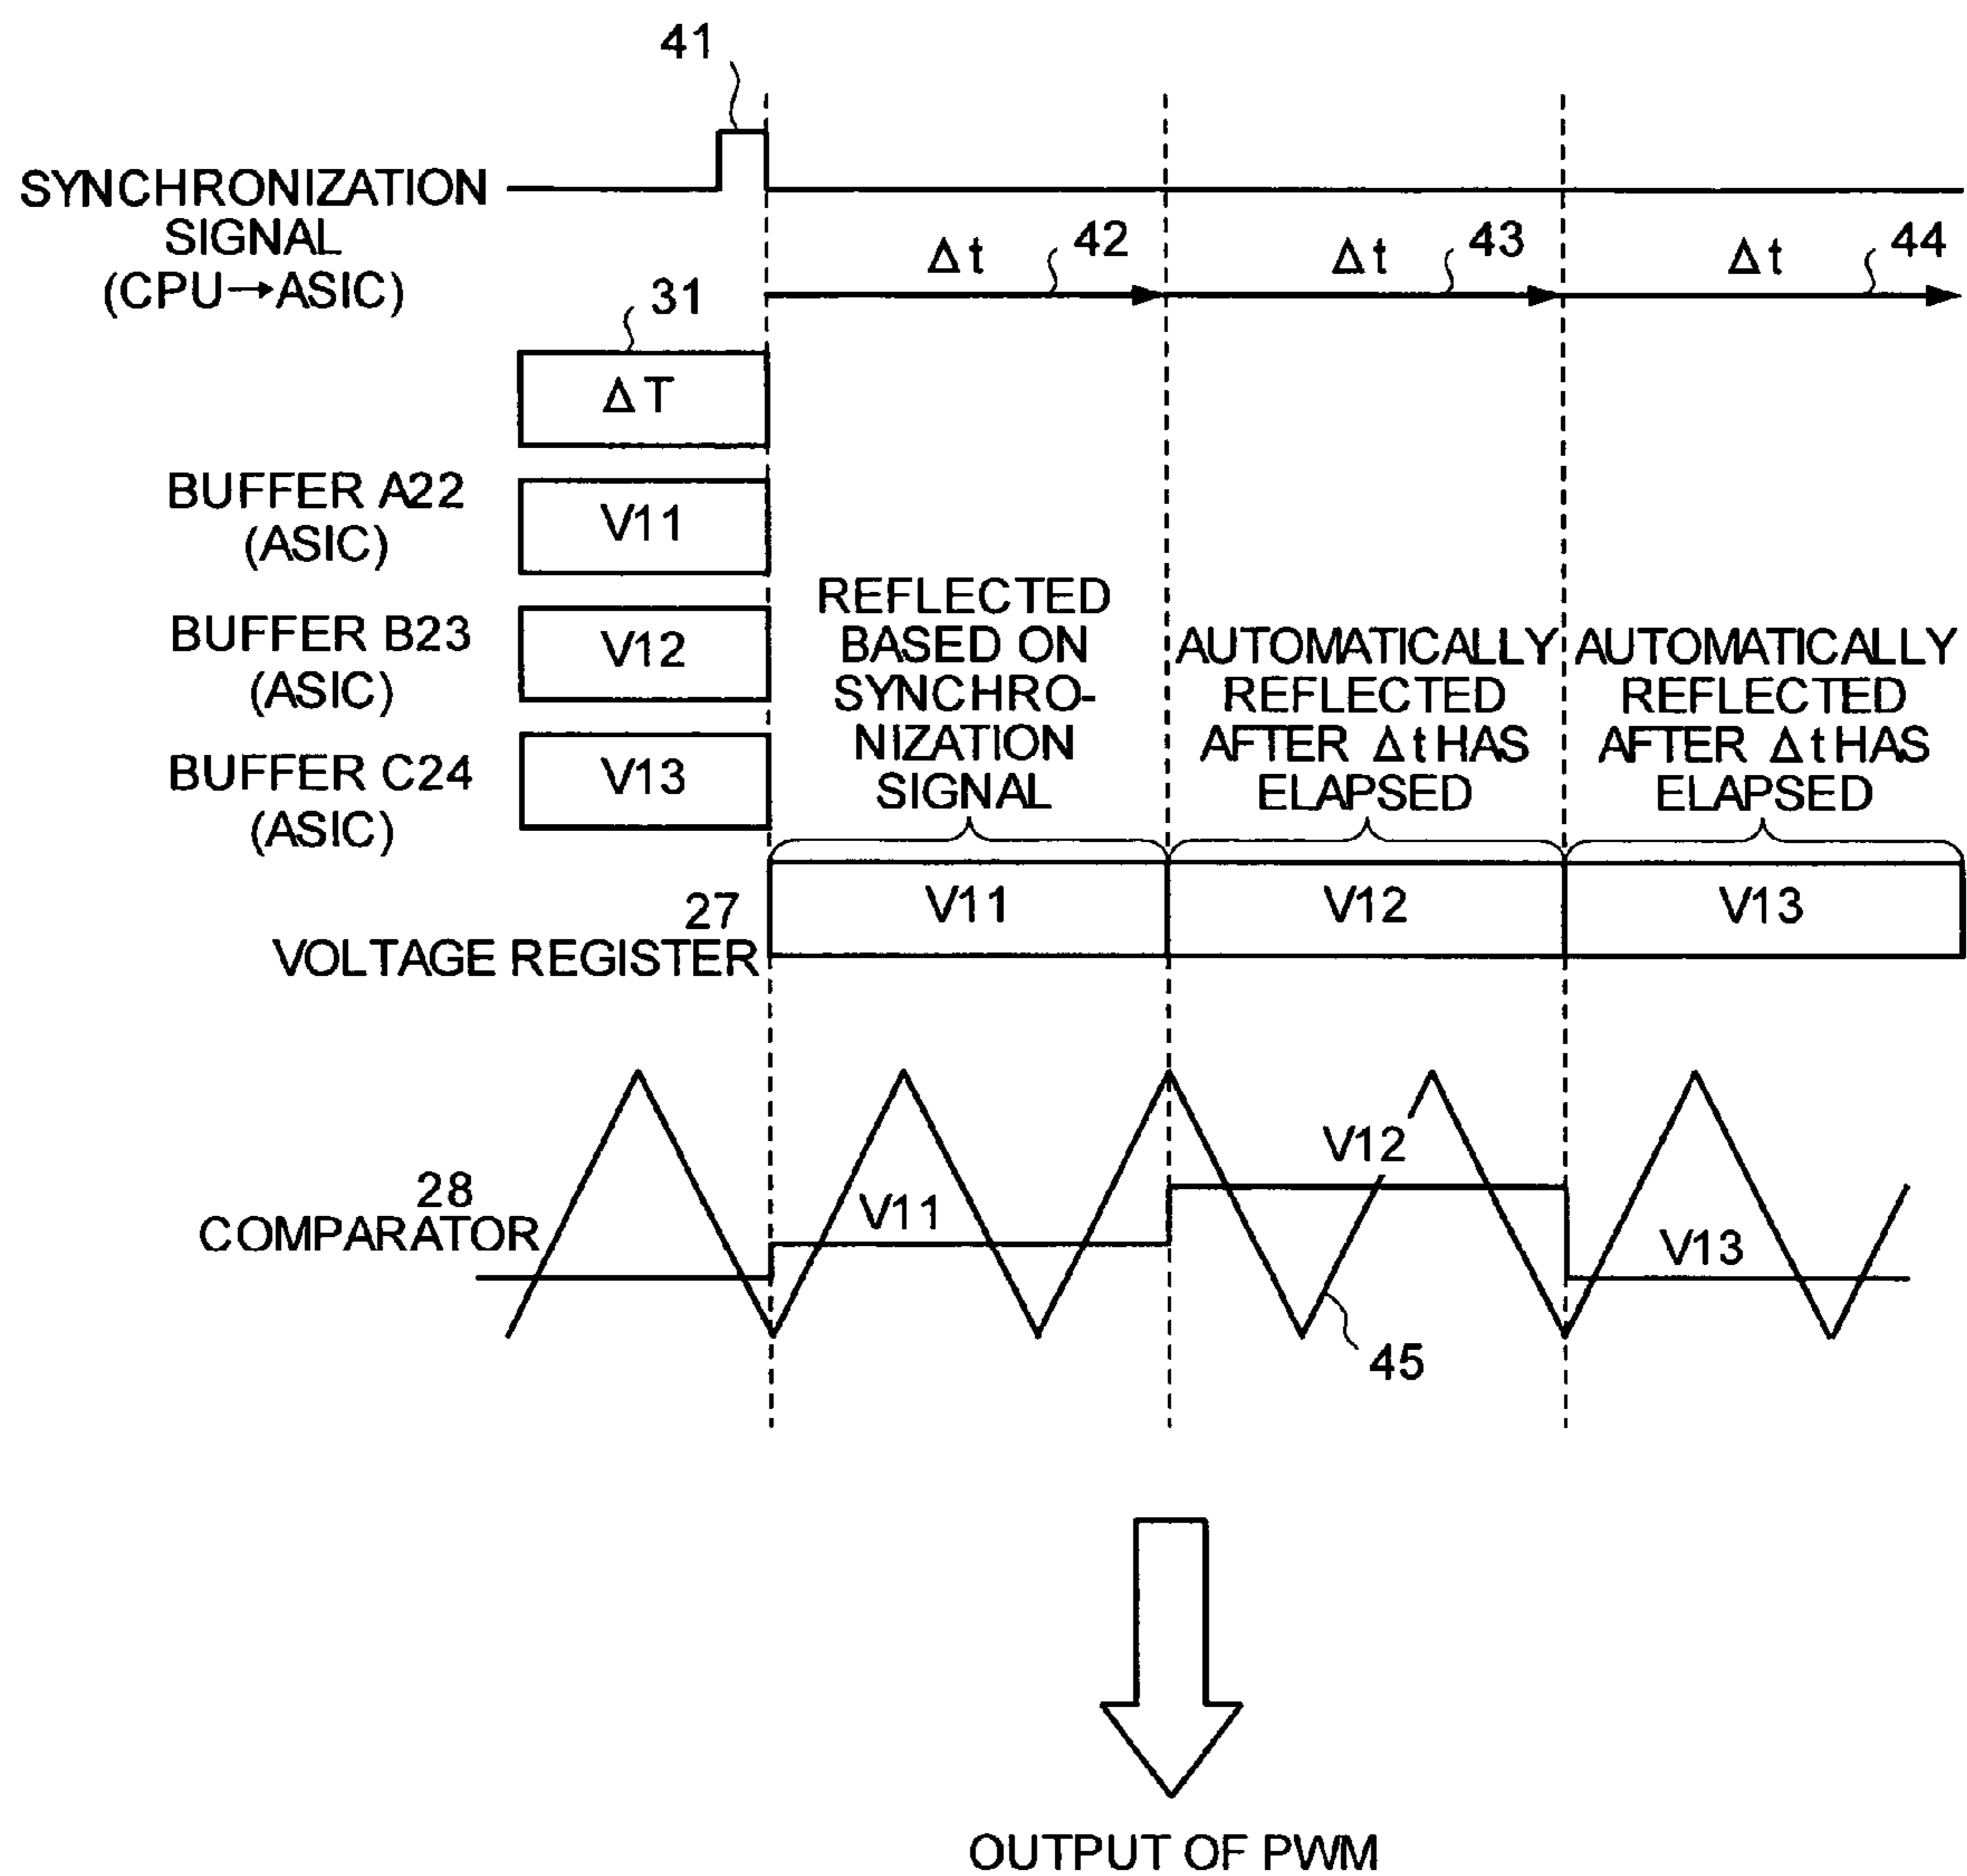 41
SYNCHRONIZATION
SIGNAL
(CPU→ASIC)
Δt
42
Δt
43
Δt
44
31
ΔT
BUFFER A22
(ASIC)
V11
BUFFER B23
(ASIC)
V12
BUFFER C24
(ASIC)
V13
REFLECTED
BASED ON
SYNCHRO-
NIZATION
SIGNAL
AUTOMATICALLY
REFLECTED
AFTER Δt HAS
ELAPSED
AUTOMATICALLY
REFLECTED
AFTER Δt HAS
ELAPSED
27
VOLTAGE REGISTER
V11
V12
V13
28
COMPARATOR
V11
V12
V13
45
OUTPUT OF PWM